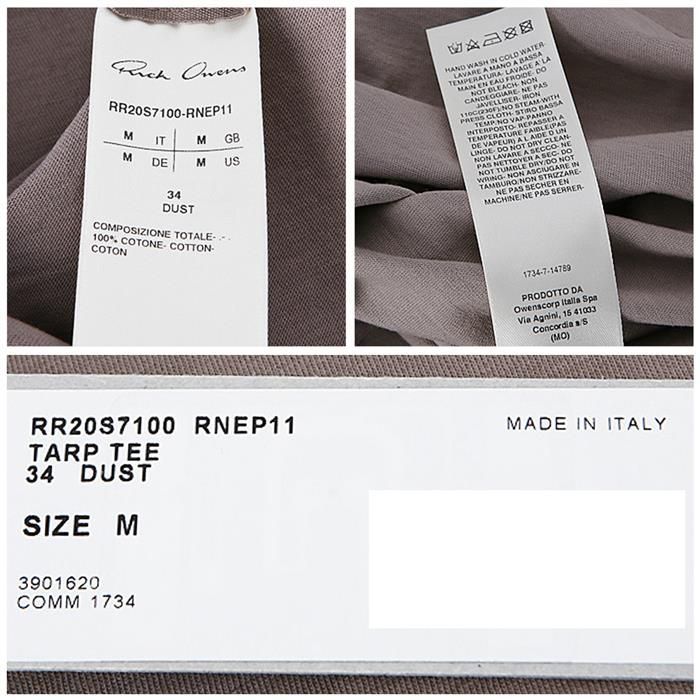 Rick Owens
RR20S7100-RNEP11
M IT M GB
M DE M US
34
DUST
COMPOSIZIONE TOTALE- .-
100% COTONE- COTTON-
COTON
HAND WASH IN COLD WATER-
LAVARE A MANO A BASSA
TEMPERATURA- LAVAGE À LA
MAIN EN EAU FROIDE- DO
NOT BLEACH- NON
CANDEGGIARE- NE PAS
JAVELLISER- IRON
110C(230F)/NO STEAM-WITH
PRESS CLOTH- STIRO BASSA
TEMP/NO VAP-PANNO
INTERPOSTO- REPASSER A
TEMPERATURE FAIBLE(PAS
DE VAPEUR) A L AIDE D UN
LINGE- DO NOT DRY CLEAN-
NON LAVARE A SECCO- NE
PAS NETTOYER A SEC- DO
NOT TUMBLE DRY/DO NOT
WRING- NON ASCIUGARE IN
TAMBURO/NON STRIZZARE-
NE PAS SECHER EN
MACHINE/NE PAS SERRER-
1734-7-14789
PRODOTTO DA
Owenscorp Italia Spa
Via Agnini, 15 41033
Concordia s/S
(MO)
RR20S7100 RNEP11
TARP TEE
34 DUST
MADE IN ITALY
SIZE M
3901620
COMM 1734